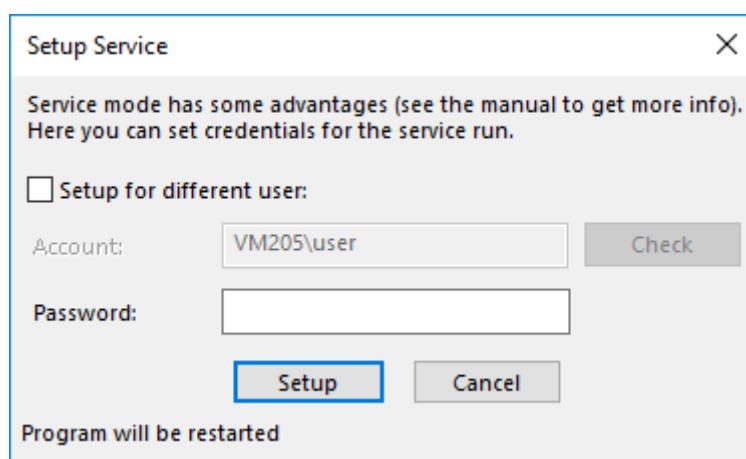 Setup Service
Service mode has some advantages (see the manual to get more info).
Here you can set credentials for the service run.
Setup for different user:
Account: VM205\user Check
Password:
Setup Cancel
Program will be restarted